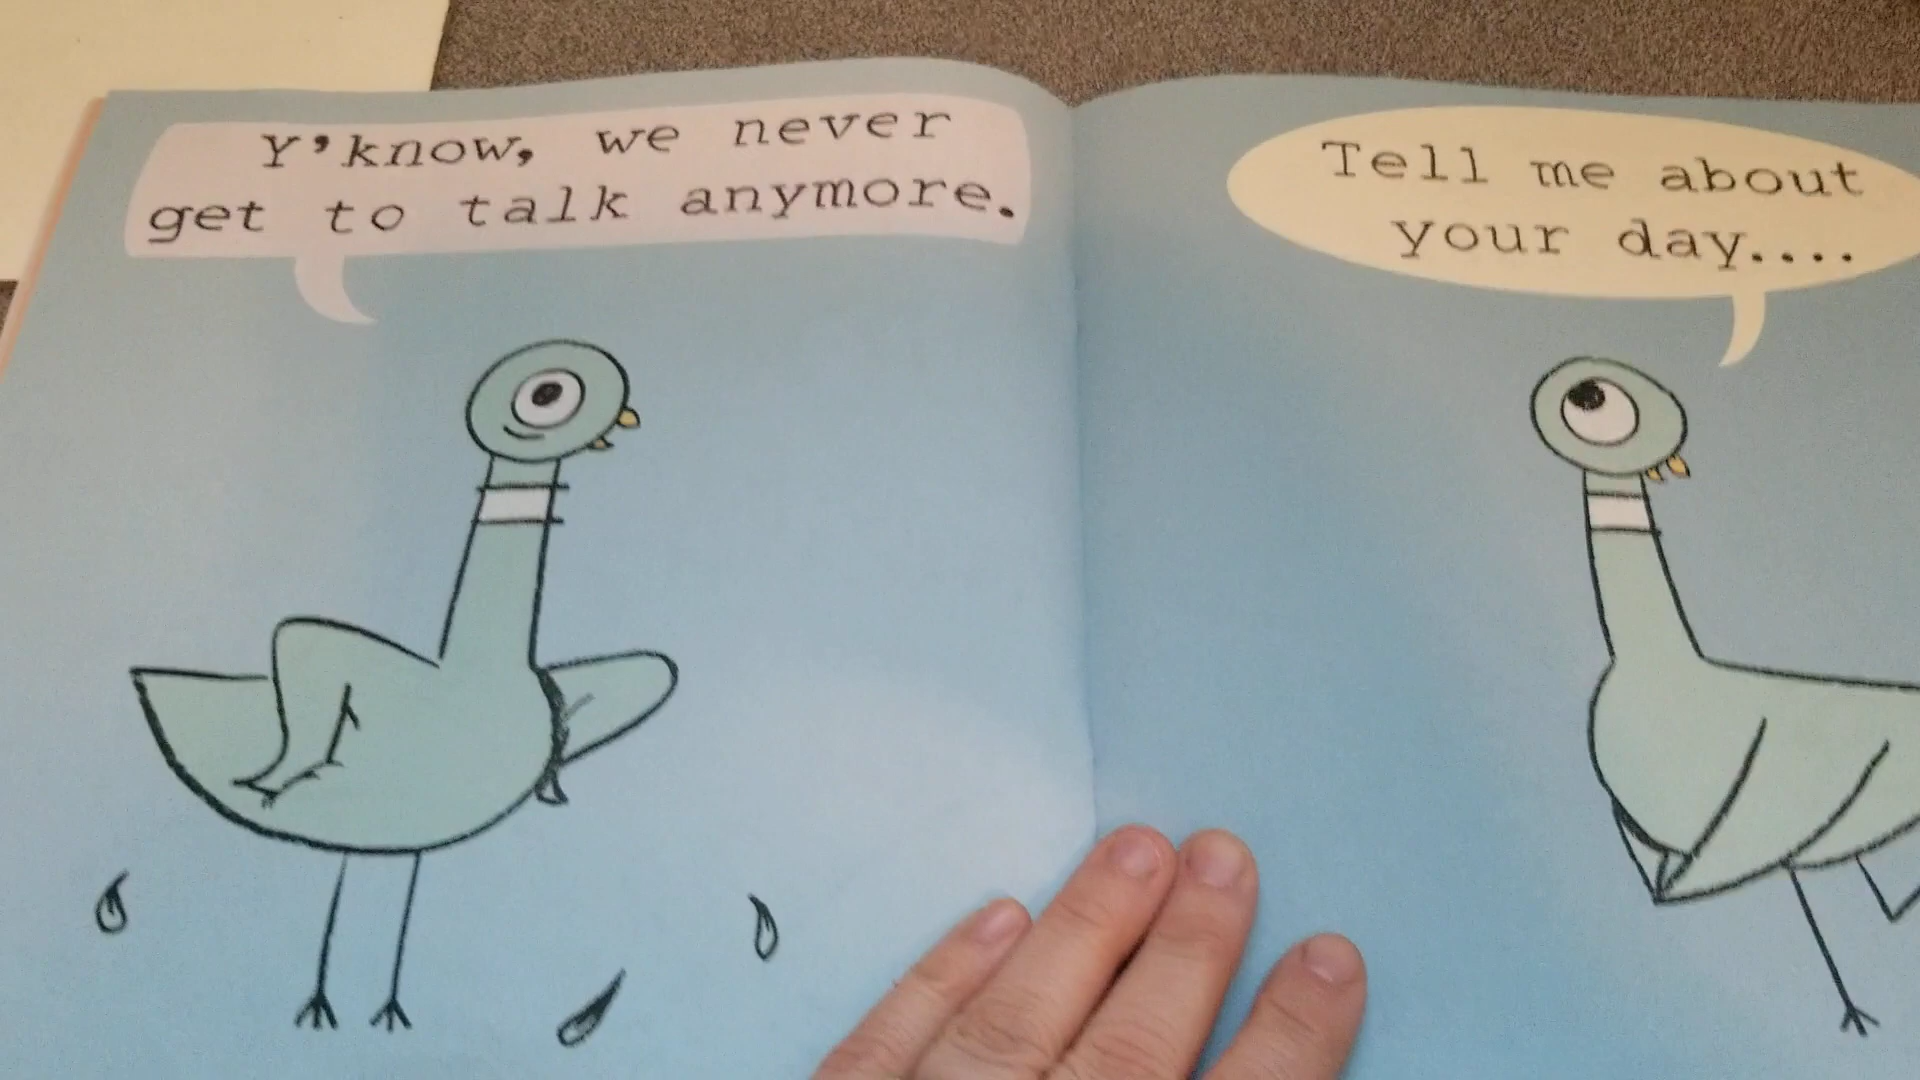 Y'know, we never
get to talk anymore.
Tell me about
your day....